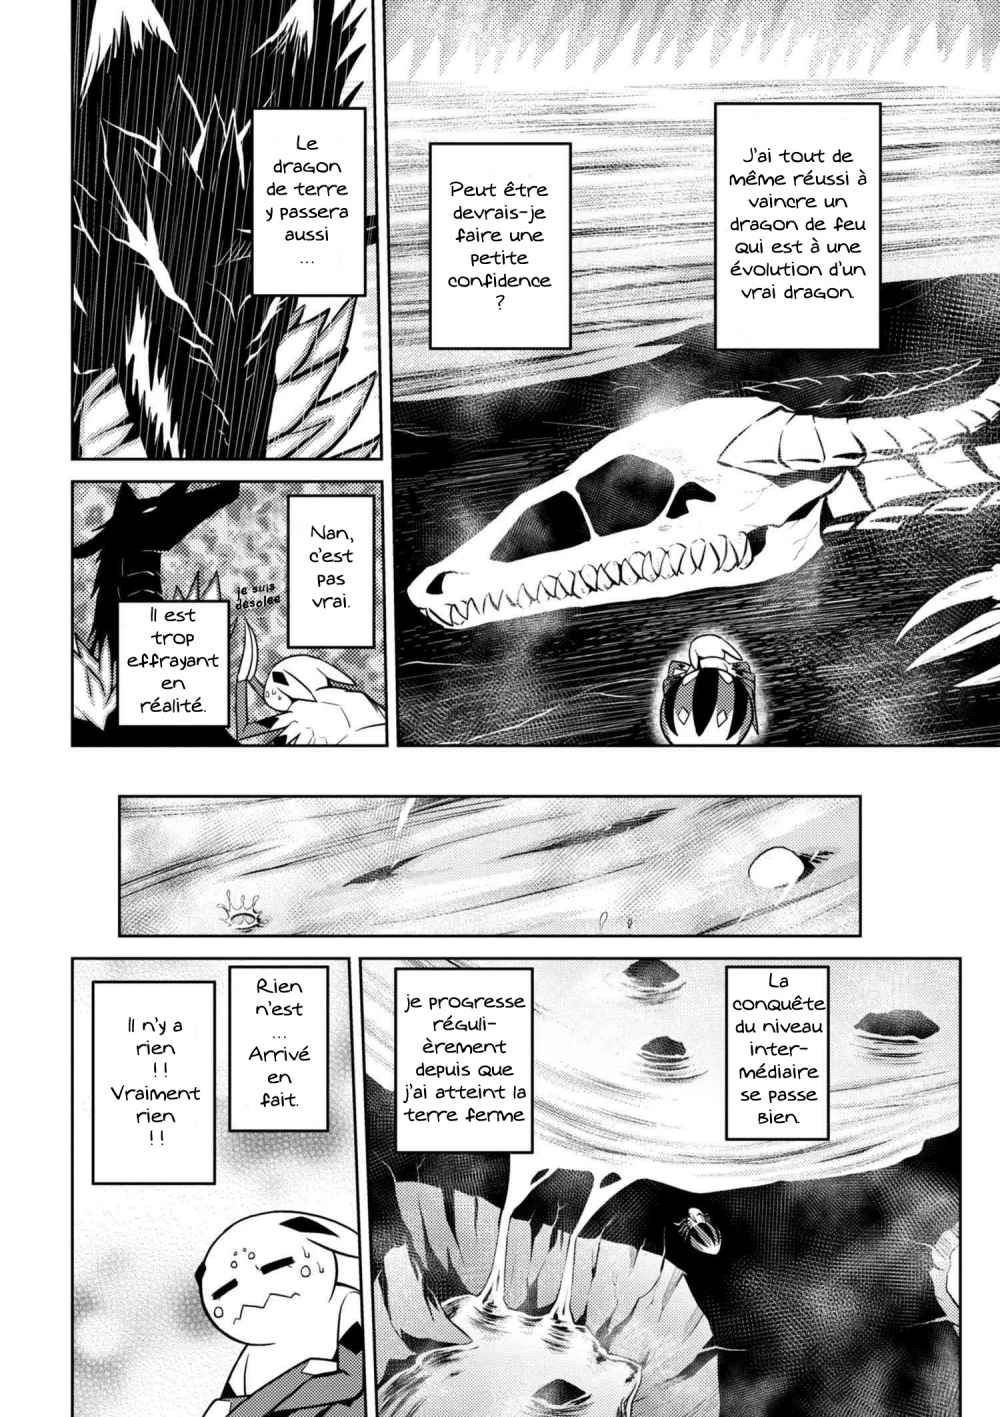 J'ai tout de
même réussi à
vaincre un
dragon de feu
qui est à une
évolution d'un
vrai dragon.
Peut être
devrais-je
faire une
petite
confidence
?
Le
dragon
de terre
y passera
aussi
...
Nan,
c'est
pas
vrai.
je suis
désolée
Il est
trop
effrayant
en
réalité.
La
conquête
du niveau
inter-
médiaire
se passe
bien.
je progresse
réguli-
èrement
depuis que
j'ai atteint la
terre ferme
Rien
n'est
...
Arrivé
en
fait.
Il n'y a
rien
!!
Vraiment
rien
!!